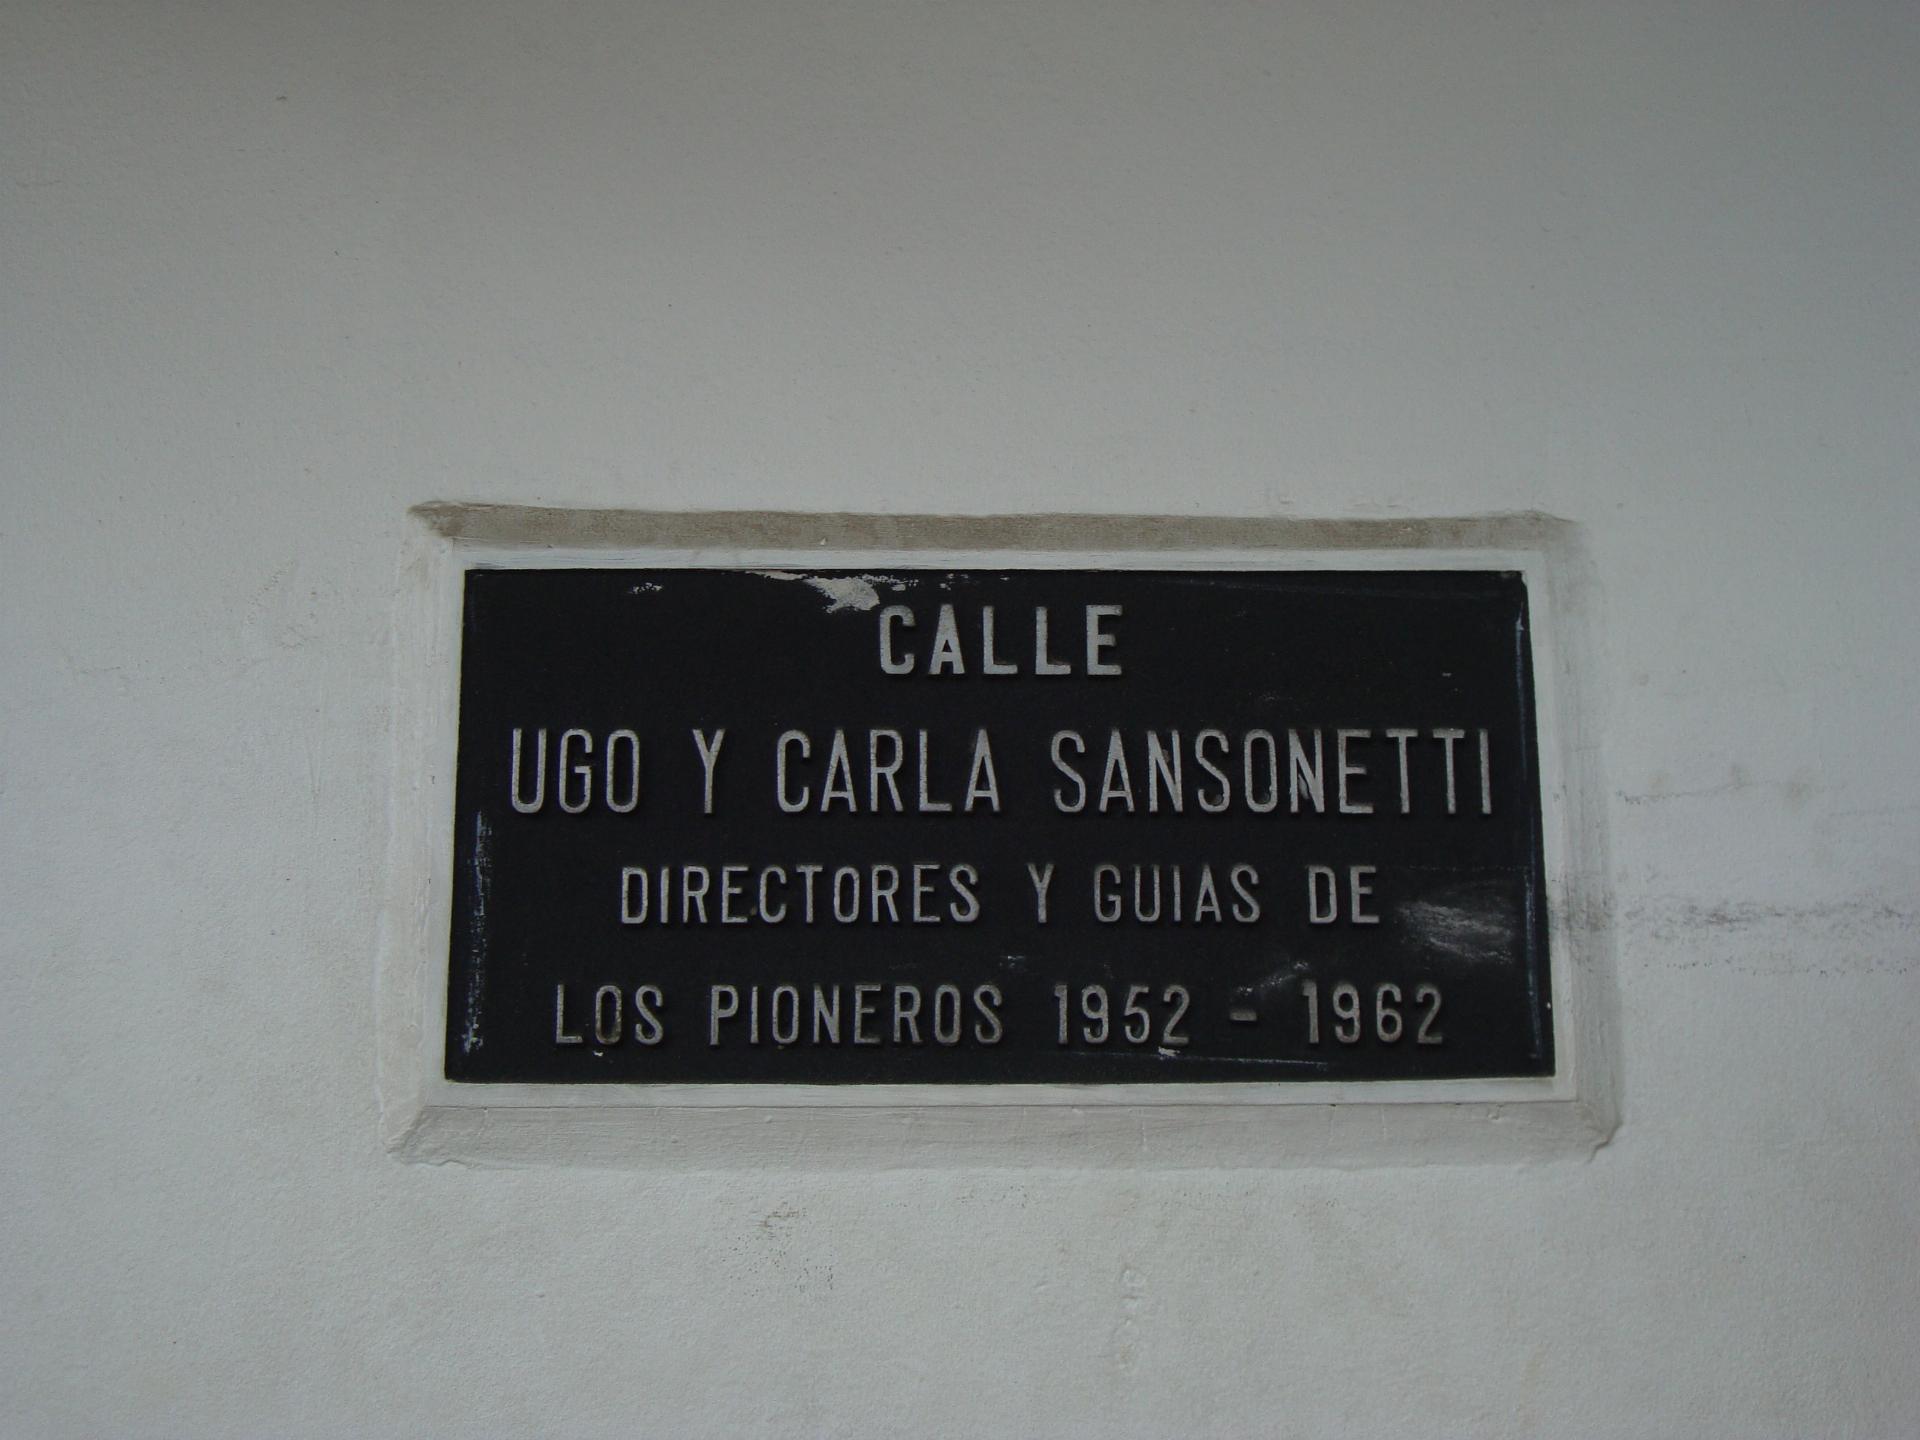 CALLE
UGO Y CARLA SANSONETTI
DIRECTORES Y GUIAS DE
LOS PIONEROS 1952 - 1962